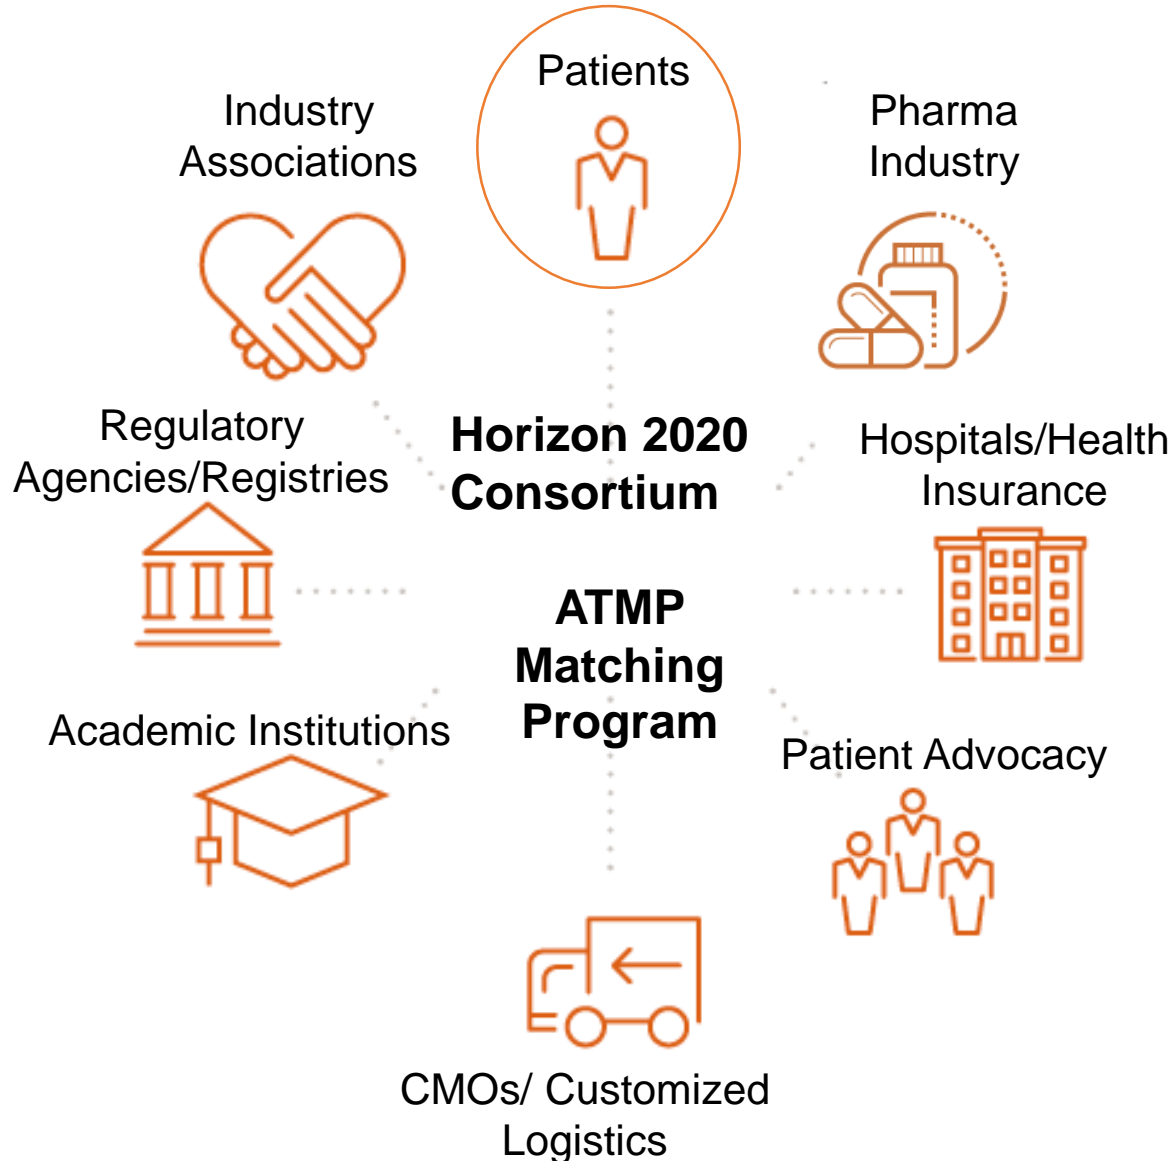 Patients
Industry
Associations
Pharma
Industry
Regulatory
Agencies/Registries
Horizon 2020
Consortium
Hospitals/Health
Insurance
ATMP
Matching
Program
Academic Institutions
Patient Advocacy
CMOs/ Customized
Logistics